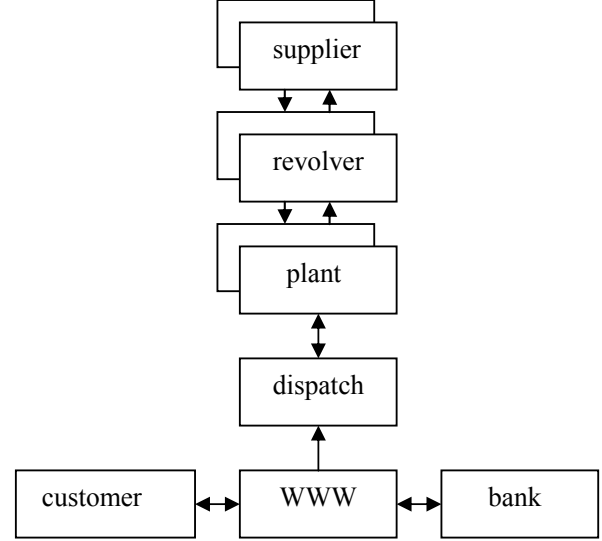 supplier
revolver
plant
dispatch
customer
WWW
bank